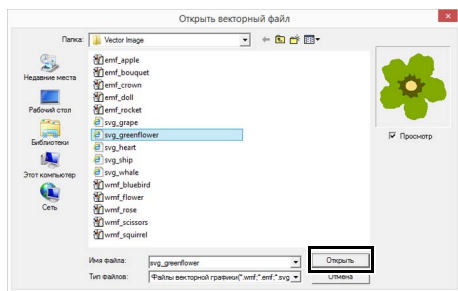 Открыть векторный файл
Папка:
Vector Image
Недавние места
Рабочий стол
Библиотеки
Этот компьютер
Сеть
emf_apple
emf_bouquet
emf_crown
emf_doll
emf_rocket
svg_grape
svg_greenflower
svg_heart
svg_ship
svg_whale
wmf_bluebird
wmf_flower
wmf_rose
wmf_scissors
wmf_squirrel
Просмотр
Имя файла:
svg_greenflower
Открыть
Тип файлов:
Файлы векторной графики(*.wmf;*.emf;*.svg
Отмена